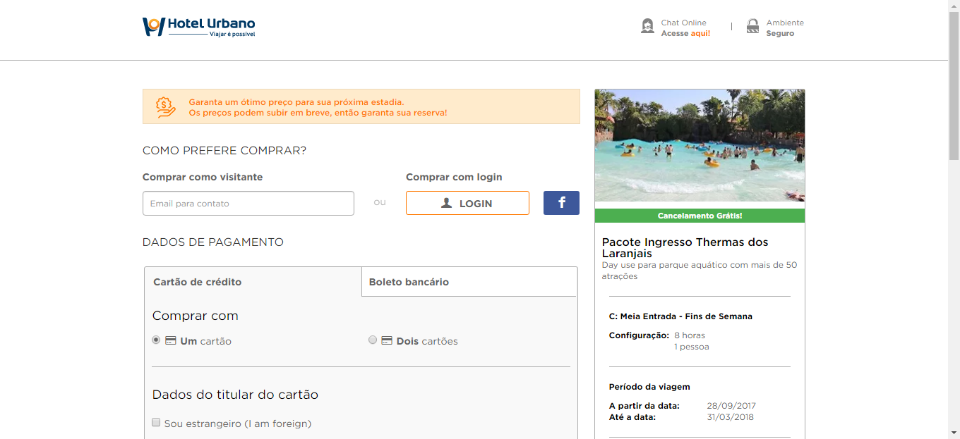 Hotel Urbano
Viajar é possível
Chat Online
Acesse aqui!
Ambiente
Seguro
Garanta um ótimo preço para sua próxima estadia.
Os preços podem subir em breve, então garanta sua reserva!
COMO PREFERE COMPRAR?
Comprar como visitante
Email para contato
ou
Comprar com login
LOGIN
f
DADOS DE PAGAMENTO
Cartão de crédito
Boleto bancário
Comprar com
Um cartão
Dois cartões
Dados do titular do cartão
Sou estrangeiro (I am foreign)
Cancelamento Grátis!
Pacote Ingresso Thermas dos
Laranjais
Day use para parque aquático com mais de 50
atrações
C: Meia Entrada - Fins de Semana
Configuração: 8 horas
1 pessoa
Período da viagem
A partir da data: 28/09/2017
Até a data: 31/03/2018